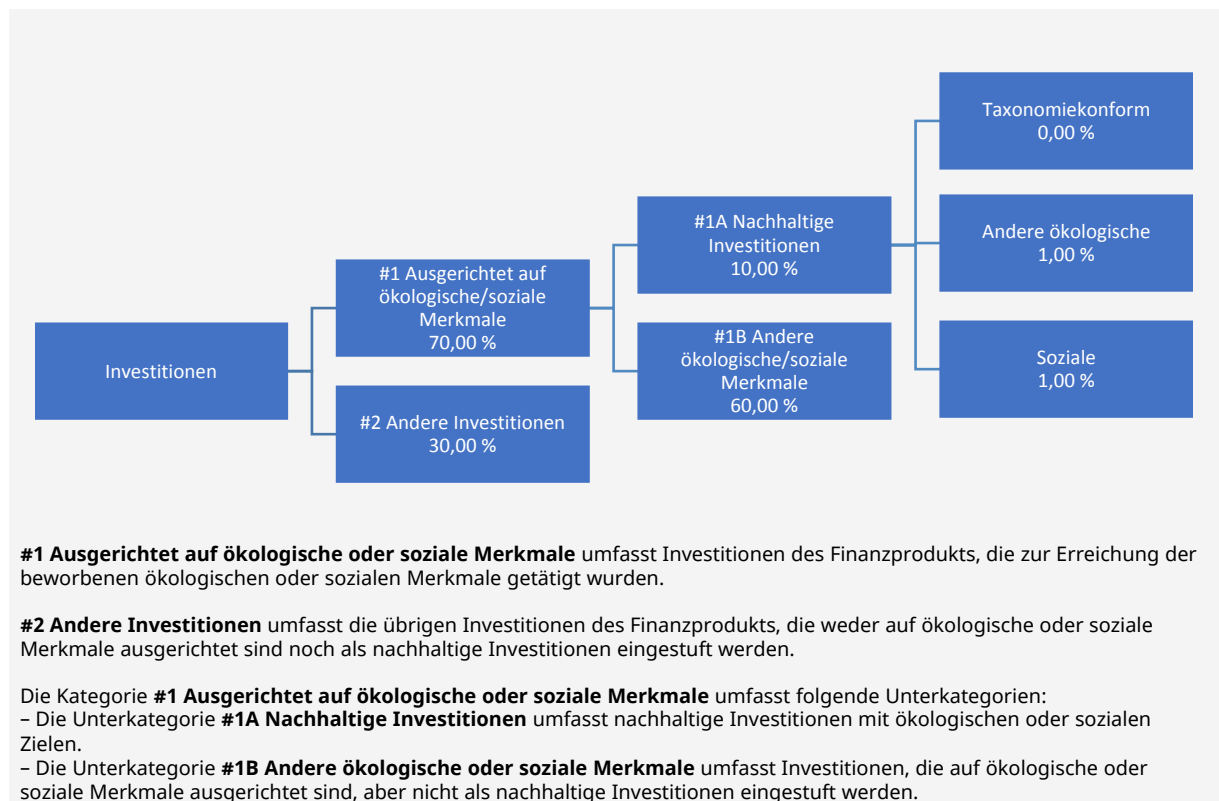 Investitionen
#1 Ausgerichtet auf
ökologische/soziale
Merkmale
70,00 %
#2 Andere Investitionen
30,00 %
#1A Nachhaltige
Investitionen
10,00 %
#1B Andere
ökologische/soziale
Merkmale
60,00 %
Taxonomiekonform
0,00 %
Andere ökologische
1,00 %
Soziale
1,00 %
#1 Ausgerichtet auf ökologische oder soziale Merkmale umfasst Investitionen des Finanzprodukts, die zur Erreichung der
beworbenen ökologischen oder sozialen Merkmale getätigt wurden.
#2 Andere Investitionen umfasst die übrigen Investitionen des Finanzprodukts, die weder auf ökologische oder soziale
Merkmale ausgerichtet sind noch als nachhaltige Investitionen eingestuft werden.
Die Kategorie #1 Ausgerichtet auf ökologische oder soziale Merkmale umfasst folgende Unterkategorien:
– Die Unterkategorie #1A Nachhaltige Investitionen umfasst nachhaltige Investitionen mit ökologischen oder sozialen
Zielen.
– Die Unterkategorie #1B Andere ökologische oder soziale Merkmale umfasst Investitionen, die auf ökologische oder
soziale Merkmale ausgerichtet sind, aber nicht als nachhaltige Investitionen eingestuft werden.